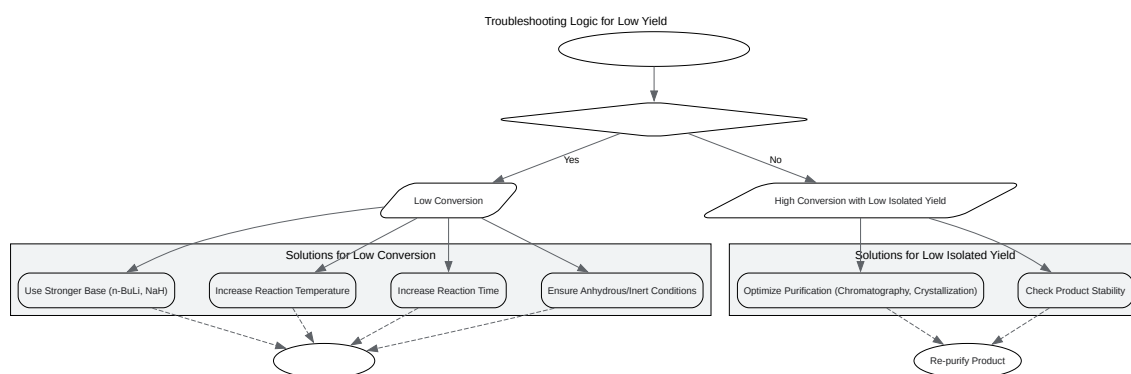 Troubleshooting Logic for Low Yield
Yes
No
Low Conversion
High Conversion with Low Isolated Yield
Solutions for Low Conversion
Solutions for Low Isolated Yield
Use Stronger Base (n-BuLi, NaH)
Increase Reaction Temperature
Increase Reaction Time
Ensure Anhydrous/Inert Conditions
Optimize Purification (Chromatography, Crystallization)
Check Product Stability
Re-purify Product